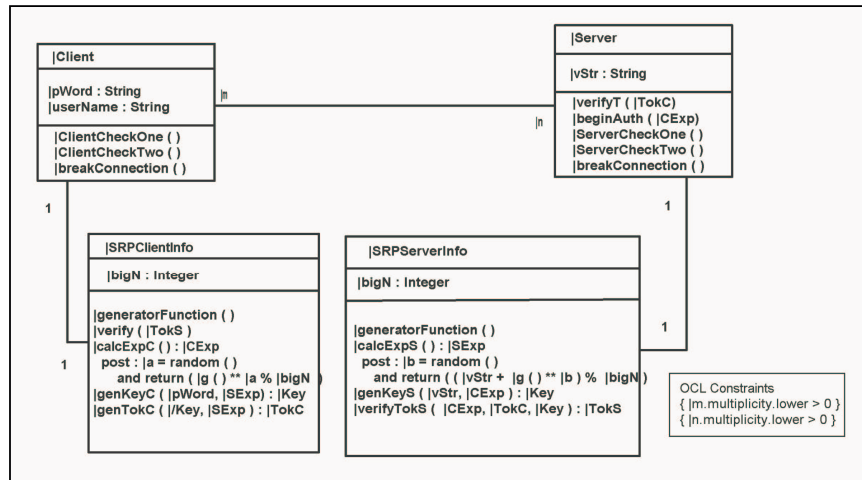 |Client
|pWord : String
|userName : String
|ClientCheckOne ( )
|ClientCheckTwo ( )
|breakConnection ( )
|m
|n
|Server
|vStr : String
|verifyT ( |TokC )
|beginAuth ( |CExp)
|ServerCheckOne ( )
|ServerCheckTwo ( )
|breakConnection ( )
1
1
|SRPClientInfo
|bigN : Integer
|generatorFunction ( )
|verify ( |TokS )
|calcExpC ( ) : |CExp
post : |a = random ( )
and return ( |g ( ) ** |a % |bigN )
|genKeyC ( |pWord, |SExp) : |Key
|genTokC ( |/Key, |SExp ) : |TokC
1
|SRPServerInfo
|bigN : Integer
|generatorFunction ( )
|calcExpS ( ) : |SExp
post : |b = random ( )
and return ( ( |vStr + |g ( ) ** |b ) % |bigN )
|genKeyS ( |vStr, |CExp ) : |Key
|verifyTokS ( |CExp, |TokC, |Key ) : |TokS
1
OCL Constraints
{ |m.multiplicity.lower > 0 }
{ |n.multiplicity.lower > 0 }